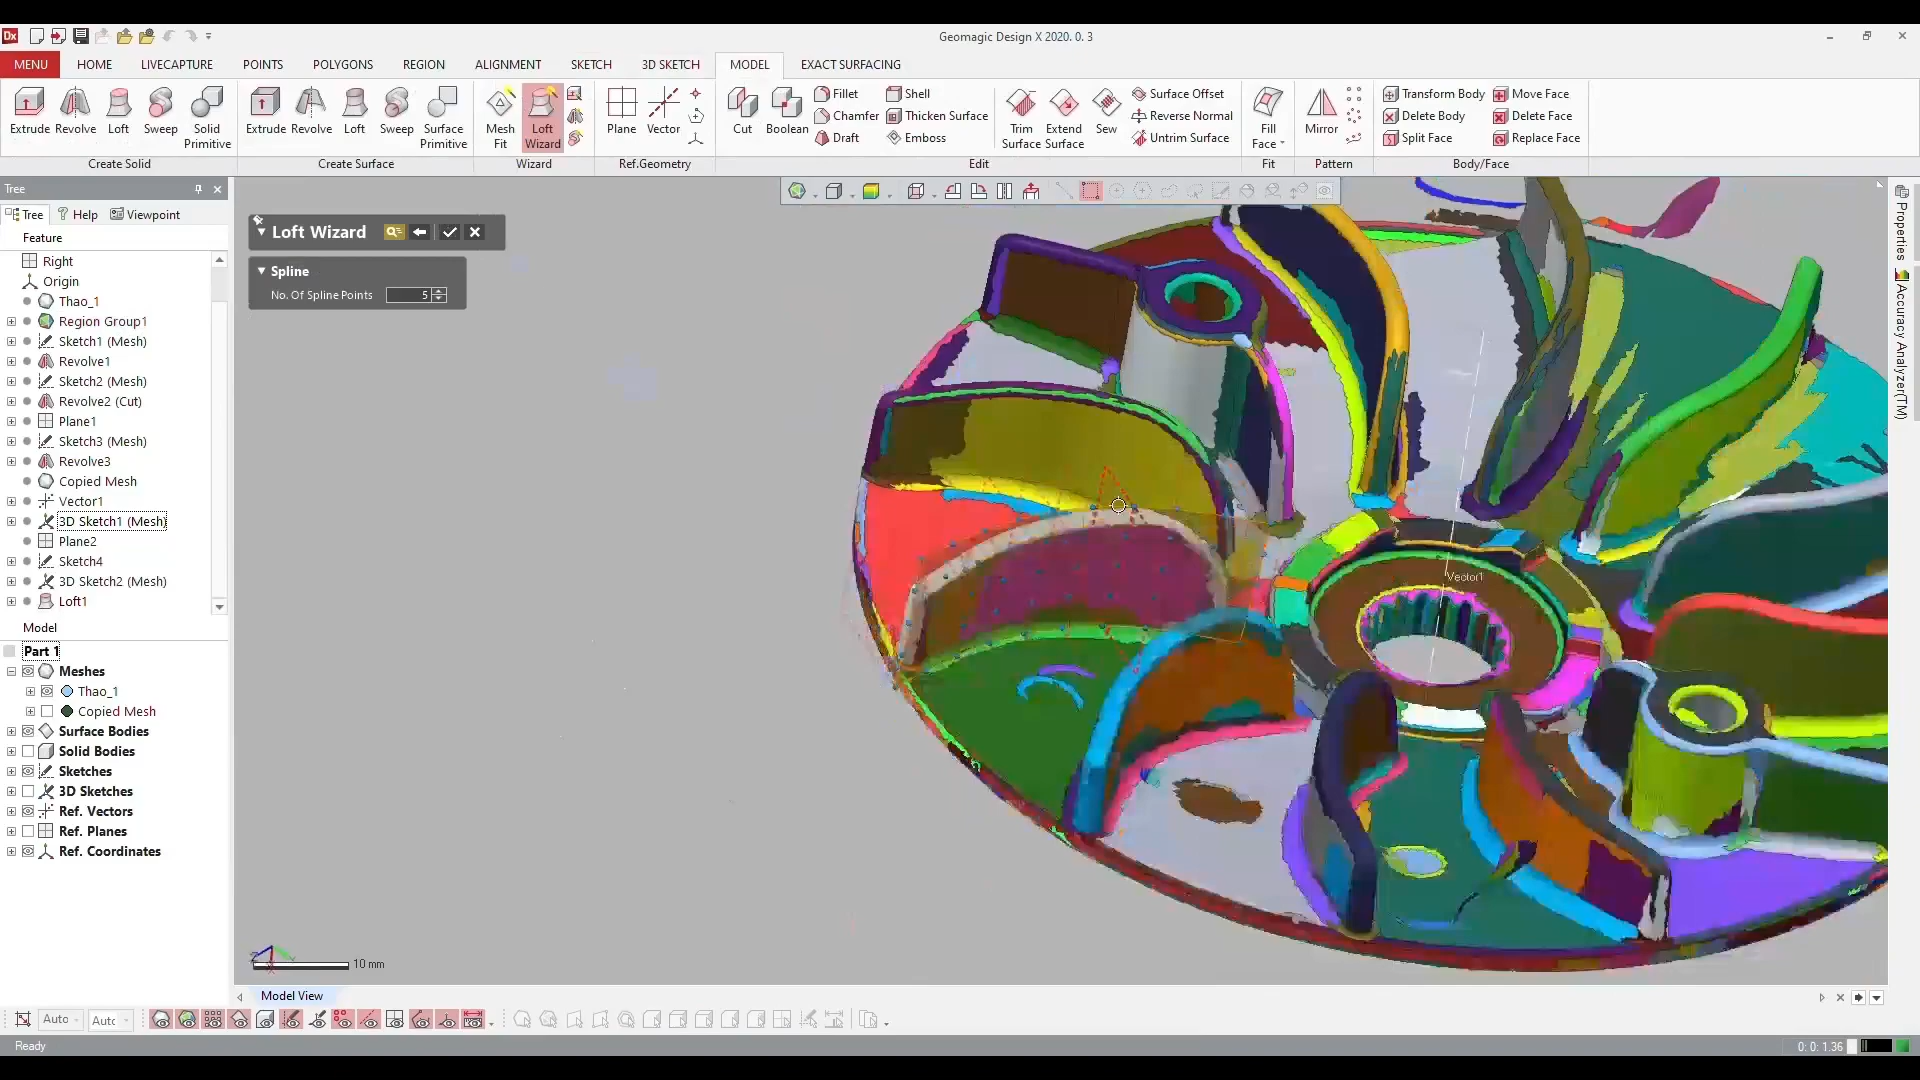 Dx
Geomagic Design X 2020. 0. 3
MENU HOME LIVECAPTURE POINTS POLYGONS REGION ALIGNMENT SKETCH 3D SKETCH MODEL EXACT SURFACING
Extrude Revolve Loft Sweep Solid Primitive
Create Solid
Extrude Revolve Loft Sweep Surface Primitive
Create Surface
Mesh Fit Loft Wizard
Wizard
Plane Vector
Ref.Geometry
Cut Boolean
Fillet Shell
Chamfer Thicken Surface
Draft Emboss
Trim Surface Extend Surface Sew
Surface Offset
Reverse Normal
Untrim Surface
Edit
Fill Face
Fit
Mirror
Pattern
Transform Body Move Face
Delete Body Delete Face
Split Face Replace Face
Body/Face
Tree
Tree Help Viewpoint
Feature
Right
Origin
Thao_1
Region Group1
Sketch1 (Mesh)
Revolve1
Sketch2 (Mesh)
Revolve2 (Cut)
Plane1
Sketch3 (Mesh)
Revolve3
Copied Mesh
Vector1
3D Sketch1 (Mesh)
Plane2
Sketch4
3D Sketch2 (Mesh)
Loft1
Model
Part 1
Meshes
Thao_1
Copied Mesh
Surface Bodies
Solid Bodies
Sketches
3D Sketches
Ref. Vectors
Ref. Planes
Ref. Coordinates
Loft Wizard
Spline
No. Of Spline Points 5
Vector1
10 mm
Properties
Accuracy Analyzer(TM)
Model View
Auto Autc
Ready
0: 0: 1.36